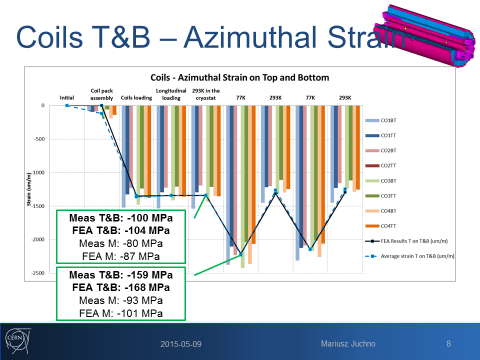 Coils T&B – Azimuthal Strain
Coils - Azimuthal Strain on Top and Bottom
Initial
Coil pack assembly
Coils loading
Longitudinal loading
293K in the cryostat
77K
293K
77K
293K
0
-500
-1000
-1500
-2000
-2500
Strain (um/m)
CO1BT
CO1TT
CO2BT
CO2TT
CO3BT
CO3TT
CO4BT
CO4TT
FEA Results T on T&B (um/m)
Average strain T on T&B (um/m)
Meas T&B: -100 MPa
FEA T&B: -104 MPa
Meas M: -80 MPa
FEA M: -87 MPa
Meas T&B: -159 MPa
FEA T&B: -168 MPa
Meas M: -93 MPa
FEA M: -101 MPa
CERN
2015-05-09
Mariusz Juchno
8